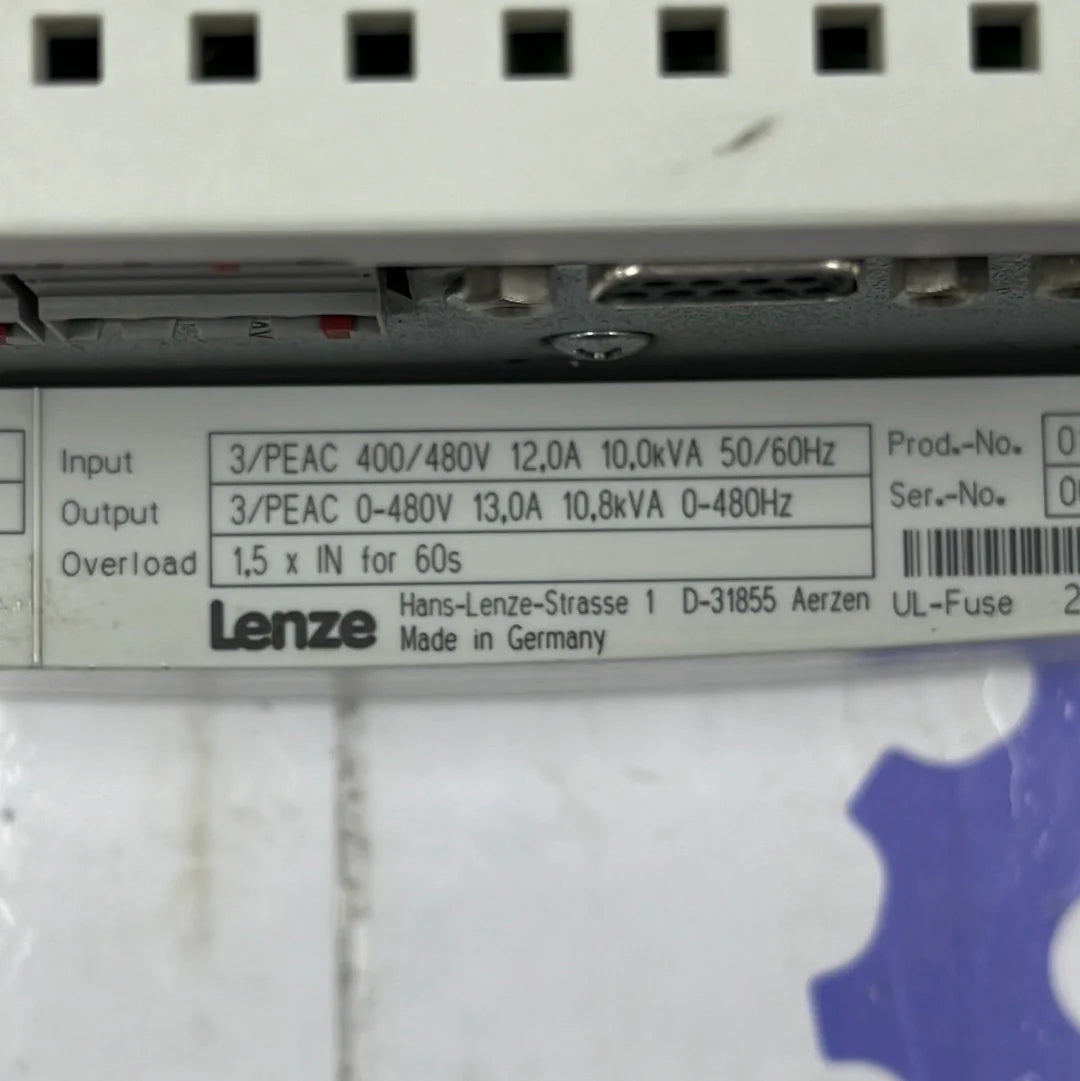 Input 3/PEAC 400/480V 12,0A 10,0kVA 50/60Hz
Output 3/PEAC 0-480V 13,0A 10,8kVA 0-480Hz
Overload 1,5 x IN for 60s
Prod.-No. 0
Ser.-No.
Lenze Hans-Lenze-Strasse 1 D-31855 Aerzen
Made in Germany
UL-Fuse 2